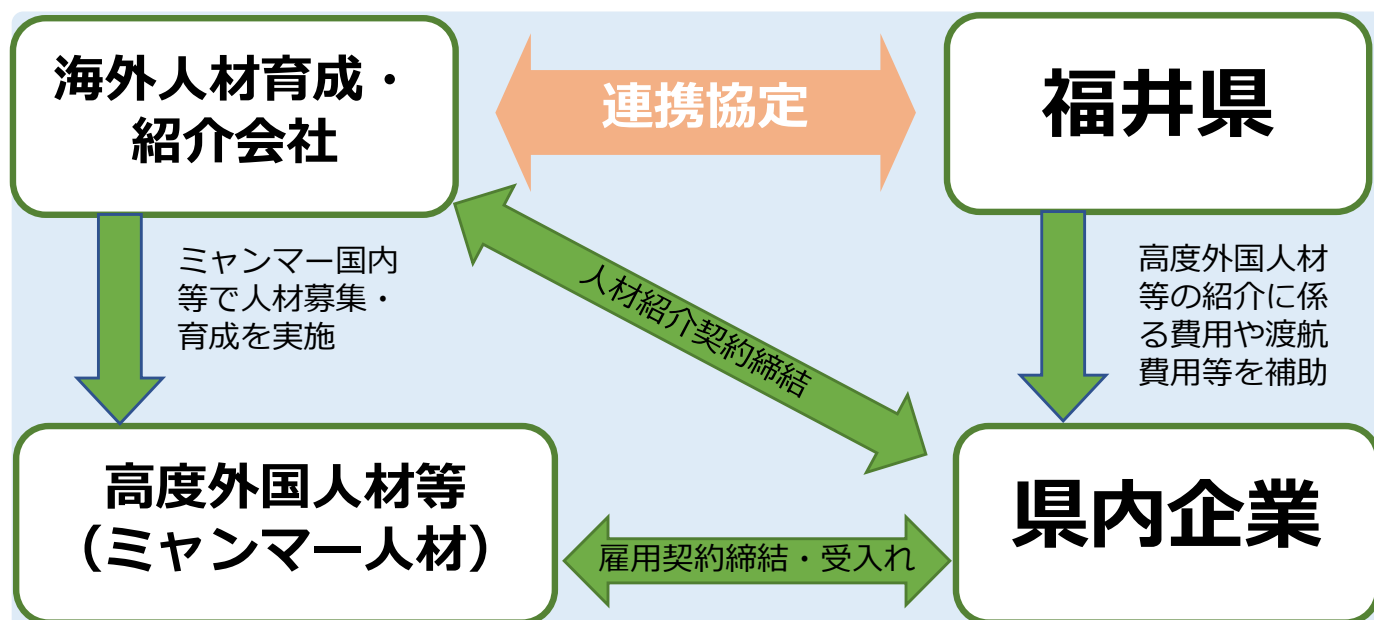 海外人材育成・
紹介会社
連携協定
福井県
ミャンマー国内
等で人材募集・
育成を実施
人材紹介契約締結
高度外国人材
等の紹介に係
る費用や渡航
費用等を補助
高度外国人材等
（ミャンマー人材）
雇用契約締結・受入れ
県内企業